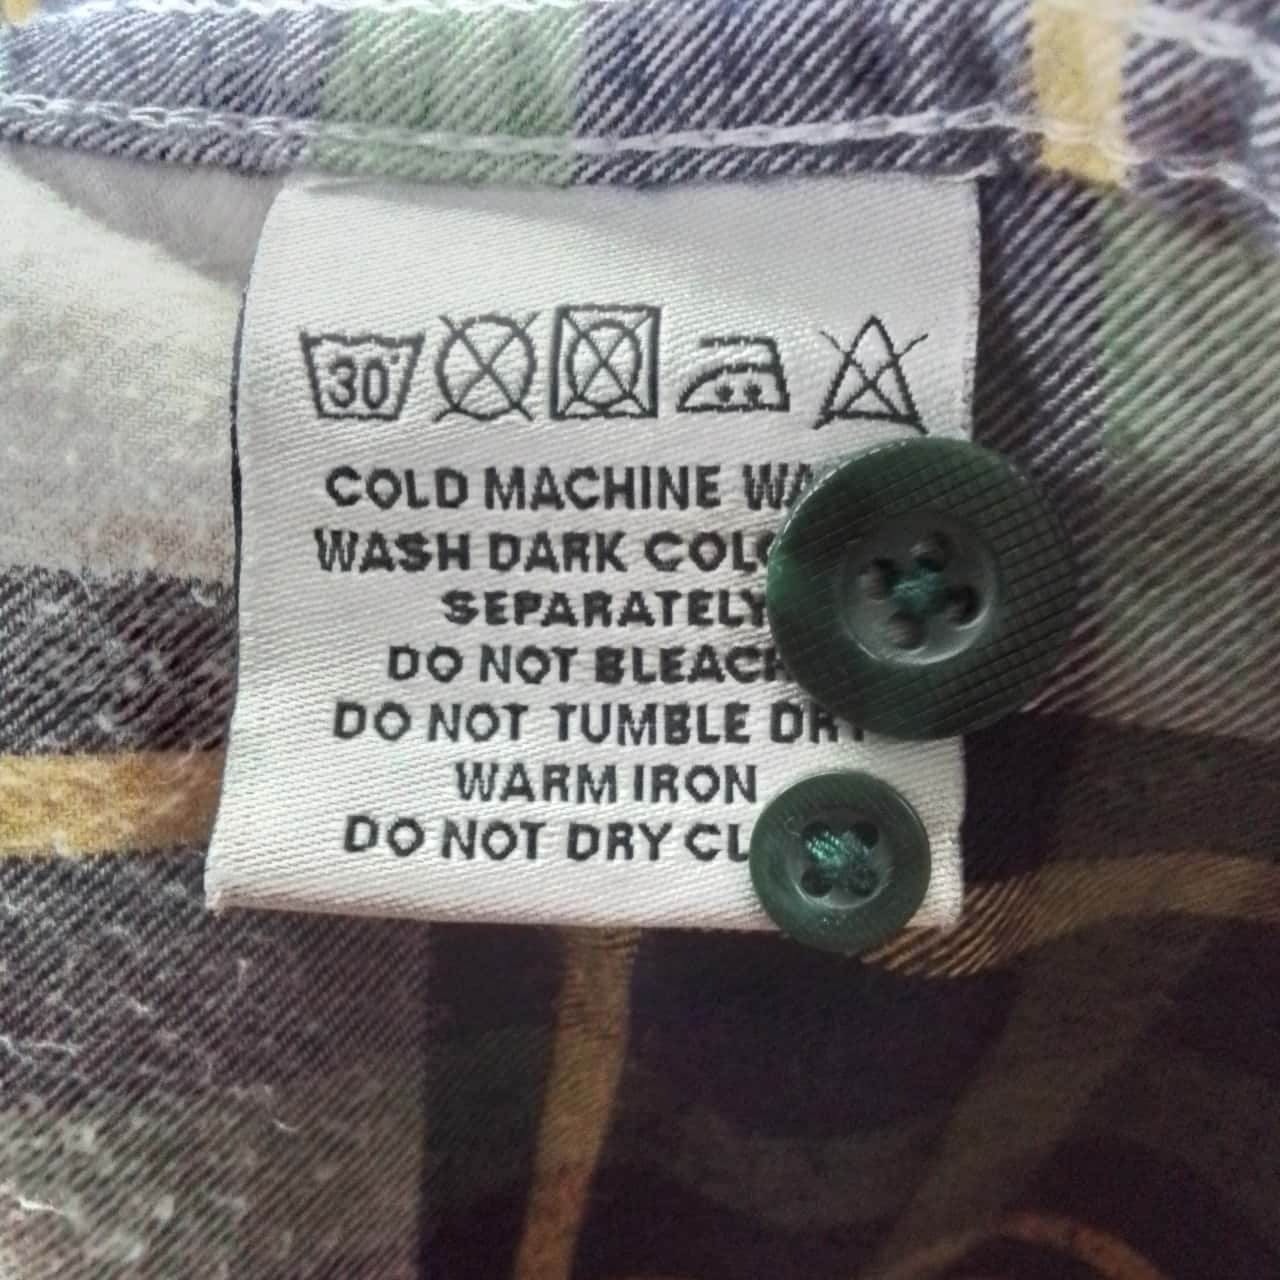 30°
COLD MACHINE WA
WASH DARK COLO
SEPARATELY
DO NOT BLEACH
DO NOT TUMBLE DRY
WARM IRON
DO NOT DRY CL